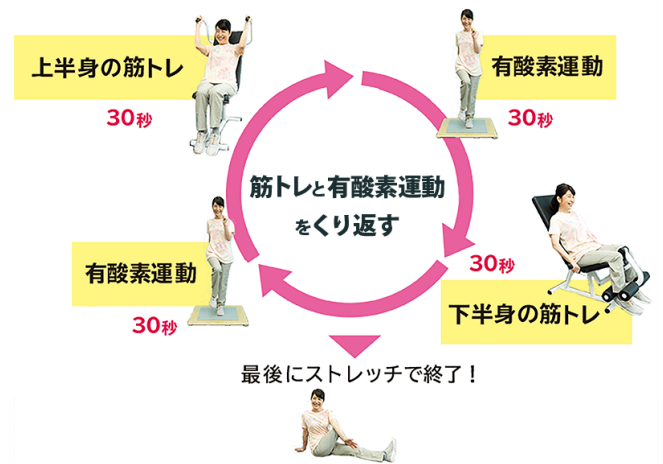 上半身の筋トレ
30秒
有酸素運動
30秒
筋トレと有酸素運動
をくり返す
30秒
下半身の筋トレ
有酸素運動
30秒
最後にストレッチで終了！